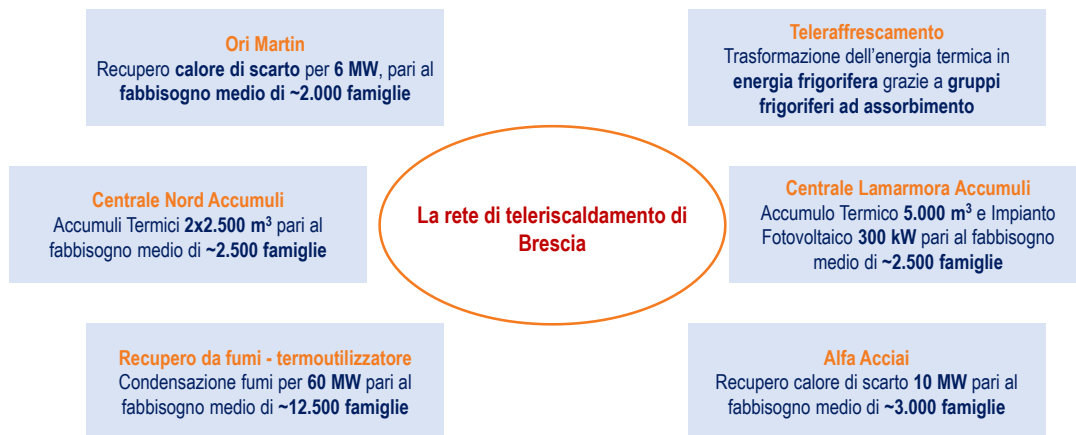 Ori Martin
Recupero calore di scarto per 6 MW, pari al
fabbisogno medio di ~2.000 famiglie
Teleraffrescamento
Trasformazione dell'energia termica in
energia frigorifera grazie a gruppi
frigoriferi ad assorbimento
Centrale Nord Accumuli
Accumuli Termici 2x2.500 m³ pari al
fabbisogno medio di ~2.500 famiglie
La rete di teleriscaldamento di
Brescia
Centrale Lamarmora Accumuli
Accumulo Termico 5.000 m³ e Impianto
Fotovoltaico 300 kW pari al fabbisogno
medio di ~2.500 famiglie
Recupero da fumi - termoutilizzatore
Condensazione fumi per 60 MW pari al
fabbisogno medio di ~12.500 famiglie
Alfa Acciai
Recupero calore di scarto 10 MW pari al
fabbisogno medio di ~3.000 famiglie